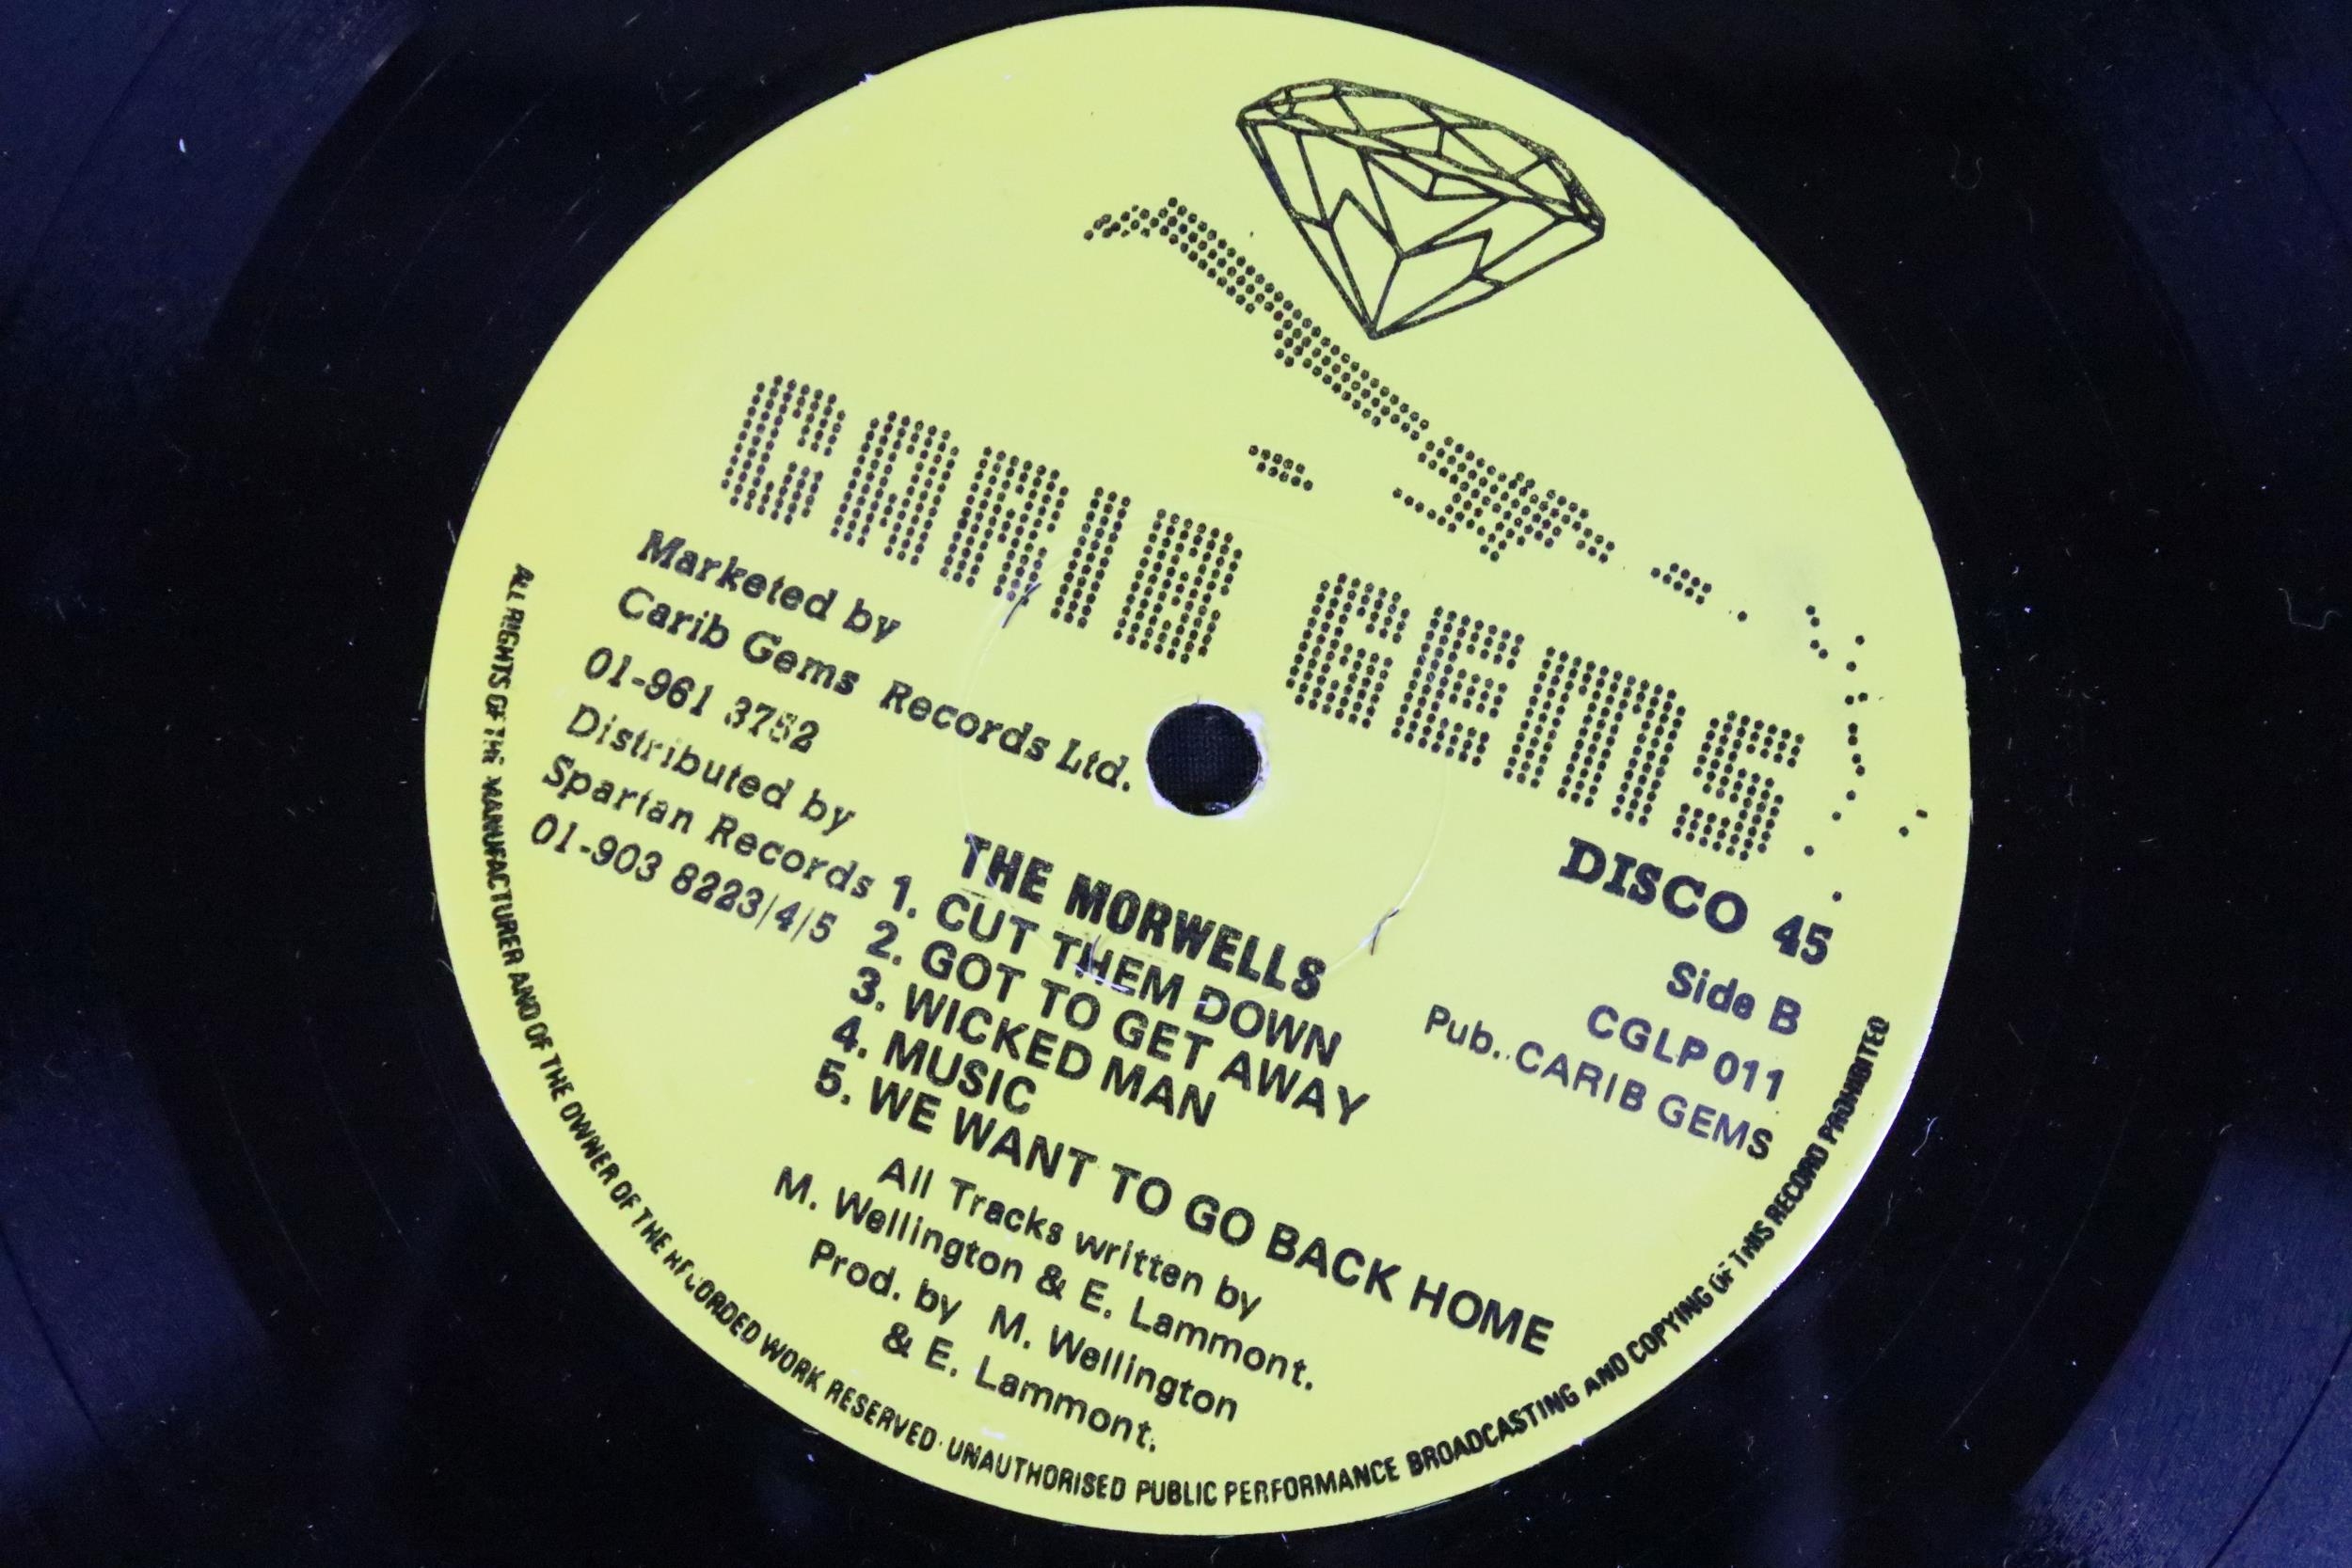 CARIB GEMS
Marketed by
Carib Gems Records Ltd.
01-961 3752
Distributed by
Spartan Records
01-903 8223/4/5
DISCO 45
Side B
CGLP 011
Pub. CARIB GEMS
THE MORWELLS
1. CUT THEM DOWN
2. GOT TO GET AWAY
3. WICKED MAN
4. MUSIC
5. WE WANT TO GO BACK HOME
All Tracks written by
M. Wellington & E. Lammont.
Prod. by M. Wellington
& E. Lammont.
ALL RIGHTS OF THE MANUFACTURER AND OF THE OWNER OF THE RECORDED WORK RESERVED · UNAUTHORISED PUBLIC PERFORMANCE BROADCASTING AND COPYING OF THIS RECORD PROHIBITED